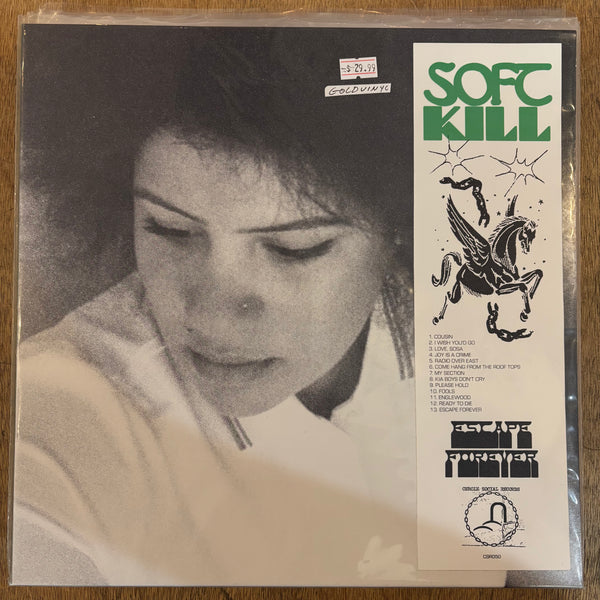 $ 29.99
GOLD VINYL
SOFT
KILL
1. COUSIN
2. I WISH YOU'D GO
3. LOVE, SOSA
4. JOY IS A CRIME
5. RADIO OVER EAST
6. COME HANG FROM THE ROOF TOPS
7. MY SECTION
8. KIA BOYS DON'T CRY
9. PLEASE HOLD
10. FOOLS
11. ENGLEWOOD
12. READY TO DIE
13. ESCAPE FOREVER
ESCAPE
FOREVER
CERCLE SOCIAL RECORDS
CSR050